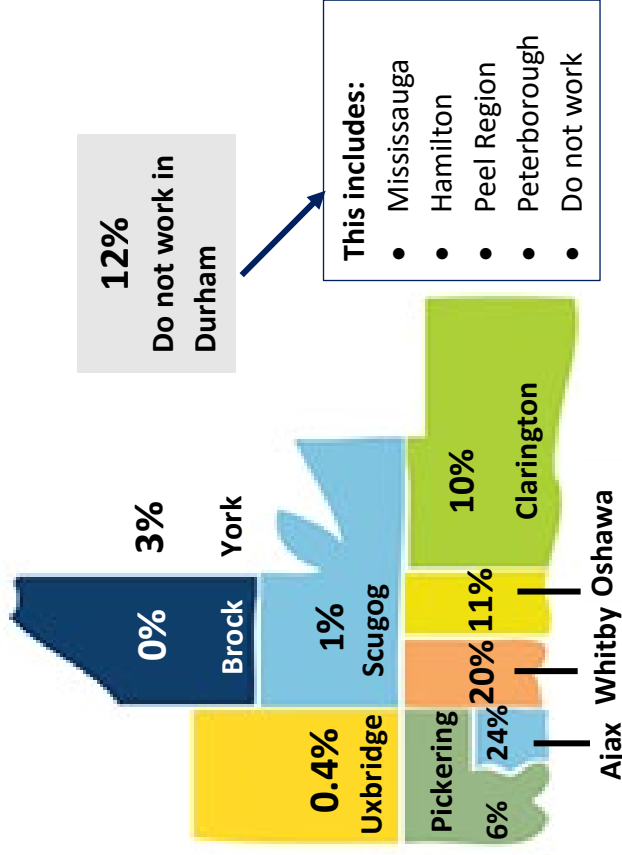 12%
Do not work in
Durham
This includes:
• Mississauga
• Hamilton
• Peel Region
• Peterborough
• Do not work
0%
Brock
3%
York
0.4%
Uxbridge
1%
Scugog
Pickering
6%
24%
20%
11%
10%
Clarington
Ajax
Whitby
Oshawa